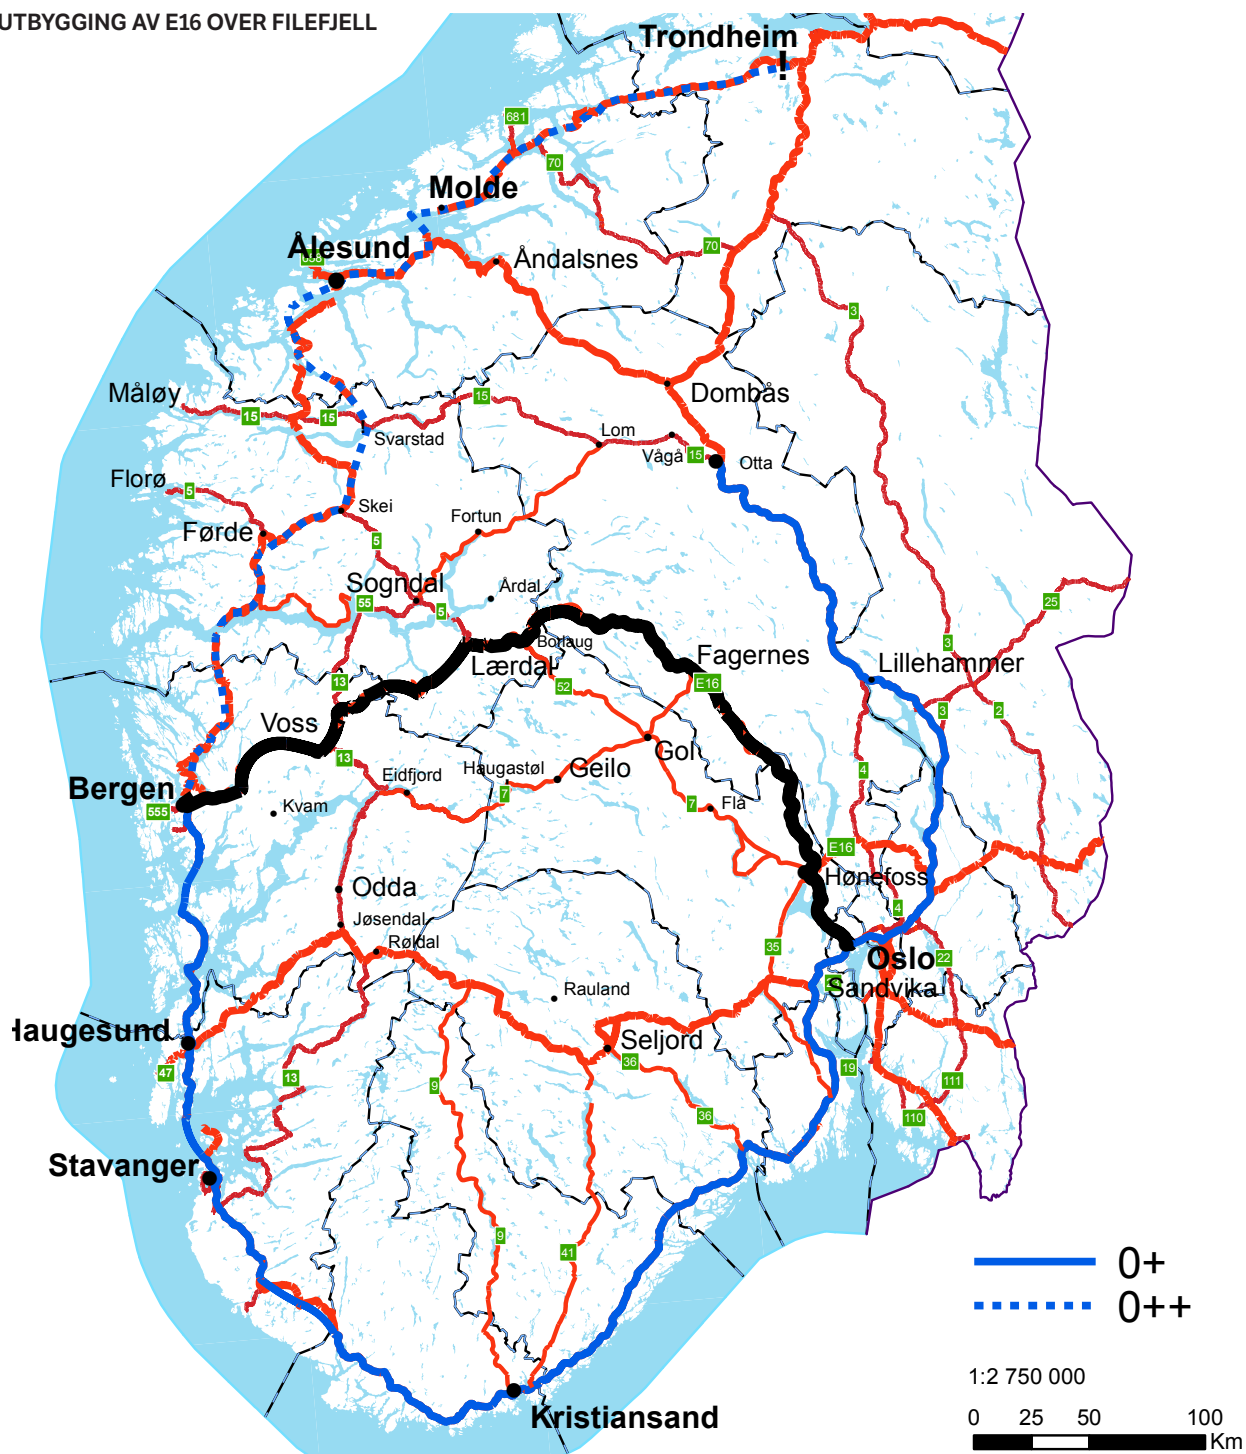 UTBYGGING AV E16 OVER FILEFJELL
Trondheim
!
681
70
Molde
70
Ålesund
Åndalsnes
3
Måløy
15
15
15
Dombås
Svarstad
Lom
Vågå
15
Otta
Florø
5
Skei
Fortun
Førde
5
Sogndal
Årdal
55
5
25
Borlaug
3
Lærdal
Fagernes
Lillehammer
52
E16
13
3
2
Voss
Gol
13
Eidfjord
Haugastøl
Geilo
4
Bergen
7
7
Flå
555
Kvam
E16
Hønefoss
Odda
4
Jøsendal
Røldal
35
22
Oslo
Rauland
Sandvika
Haugesund
Seljord
36
47
13
9
19
111
36
110
Stavanger
9
41
0+
0++
1:2 750 000
Kristiansand
0 25 50 100
Km